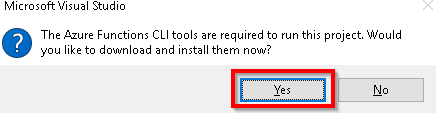 Microsoft Visual Studio
The Azure Functions CLI tools are required to run this project. Would
you like to download and install them now?
Yes
No